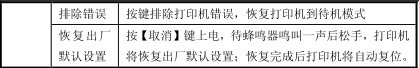 排除错误 按键排除打印机错误，恢复打印机到待机模式
恢复出厂 按【取消】键上电，待蜂鸣器鸣叫一声后松手，打印机
默认设置 将恢复出厂默认设置；恢复完成后打印机将自动复位。